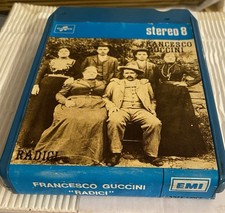 stereo 8
FRANCESCO
GUCCINI
RADICI
FRANCESCO GUCCINI
"RADICI"
EMI